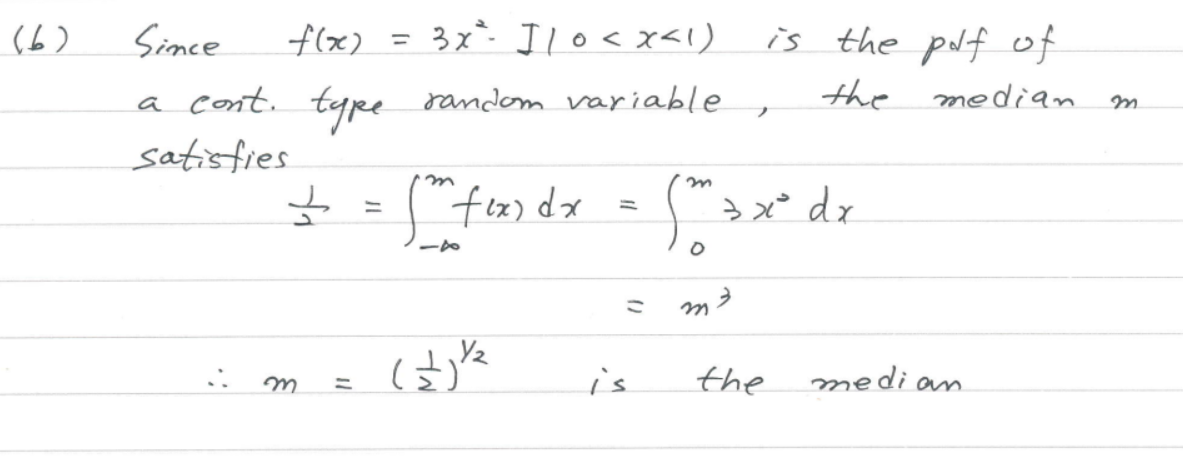 (b) Since f(x) = 3x². I(0<x<1) is the pdf of
a cont. type random variable, the median m
satisfies
1/2 = ∫_{-∞}^{m} f(x) dx = ∫_{0}^{m} 3x² dx
= m³
∴ m = (1/2)^{1/2} is the median